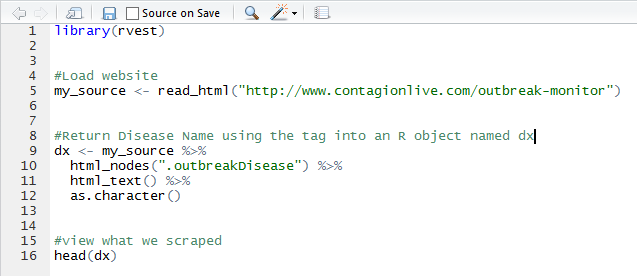 Source on Save
1 library(rvest)
2
3
4 #Load website
5 my_source <- read_html("http://www.contagionlive.com/outbreak-monitor")
6
7
8 #Return Disease Name using the tag into an R object named dx
9 dx <- my_source %>%
10 html_nodes(".outbreakDisease") %>%
11 html_text() %>%
12 as.character()
13
14
15 #view what we scraped
16 head(dx)